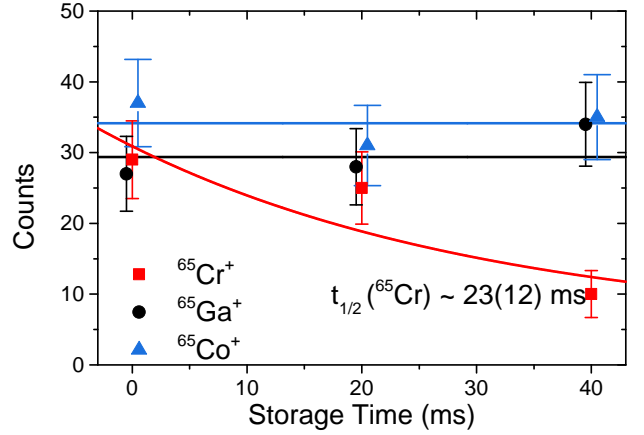 50
40
30
20
10
0
Counts
⁶⁵Cr⁺
⁶⁵Ga⁺
⁶⁵Co⁺
t₁/₂ (⁶⁵Cr) ~ 23(12) ms
0 10 20 30 40
Storage Time (ms)